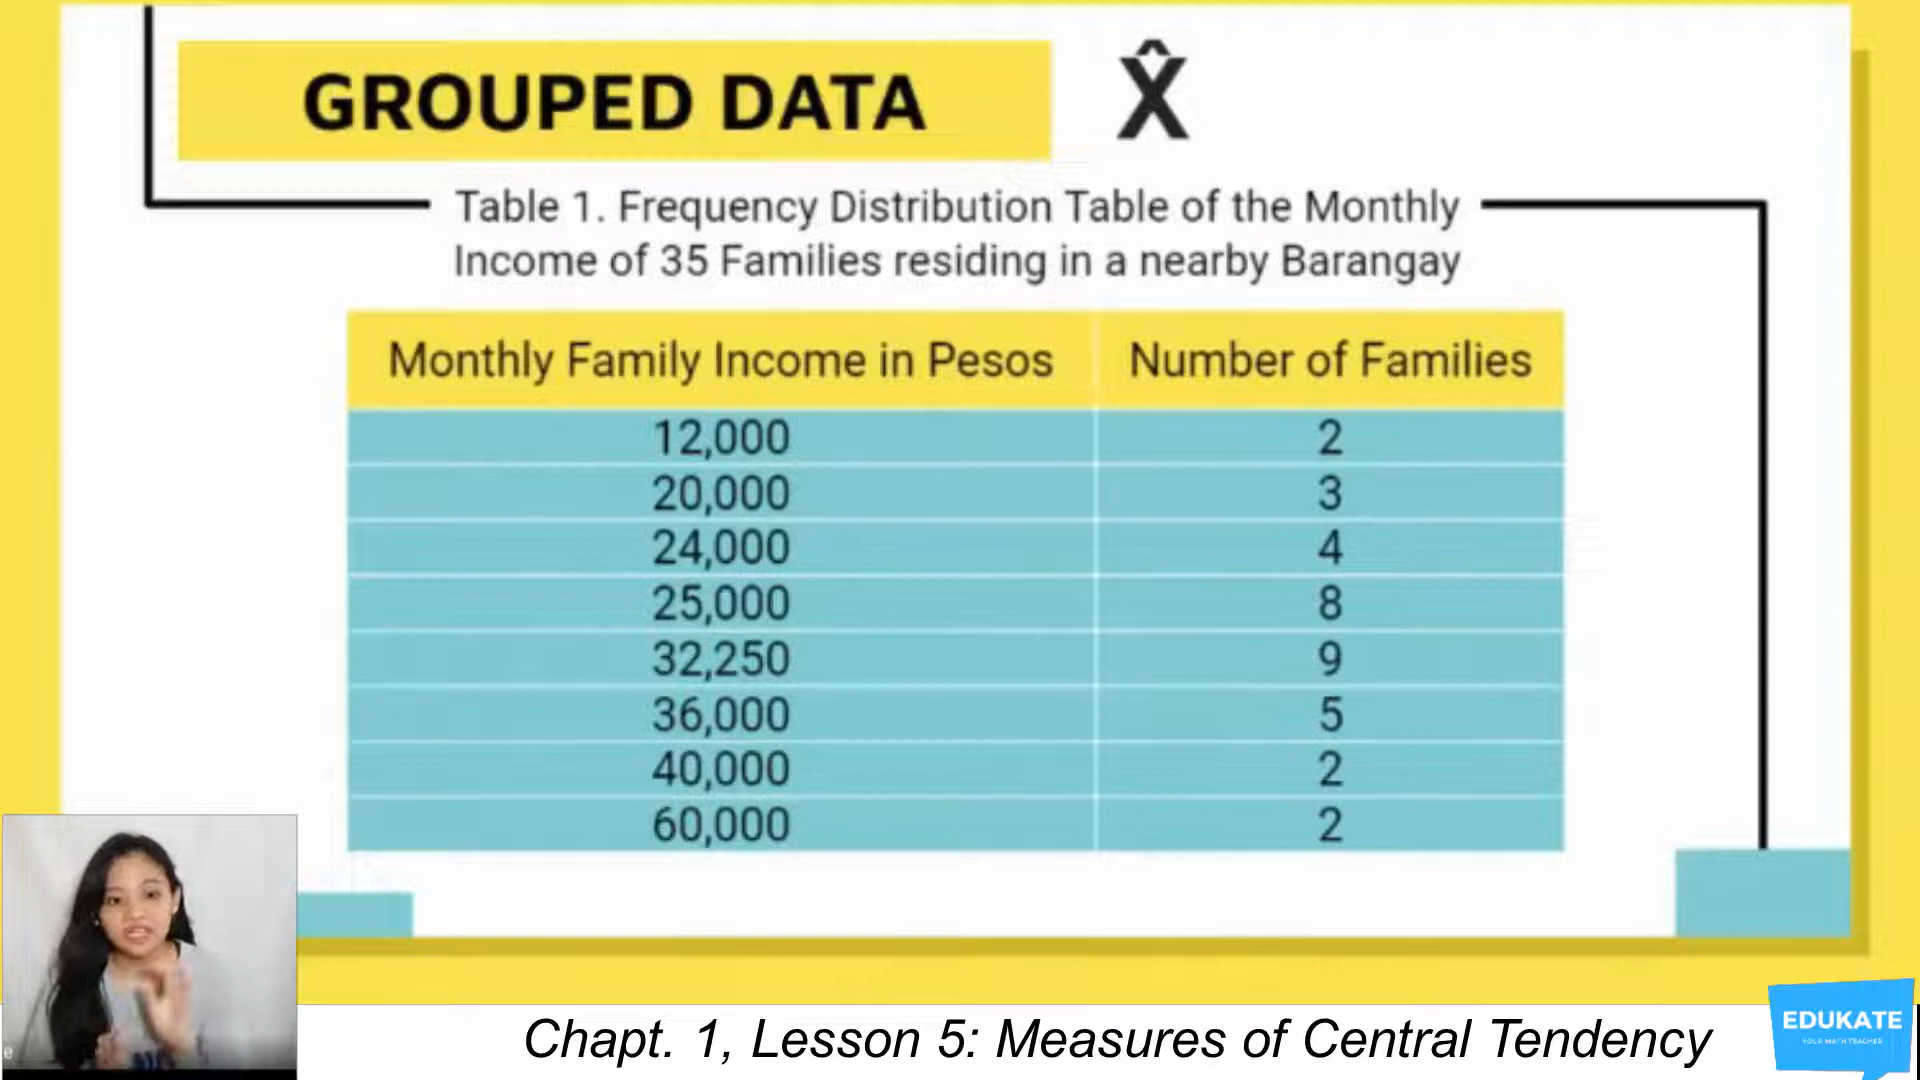 GROUPED DATA X̂
Table 1. Frequency Distribution Table of the Monthly
Income of 35 Families residing in a nearby Barangay
Monthly Family Income in Pesos Number of Families
12,000 2
20,000 3
24,000 4
25,000 8
32,250 9
36,000 5
40,000 2
60,000 2
e
Chapt. 1, Lesson 5: Measures of Central Tendency
EDUKATE
YOUR MATH TEACHER